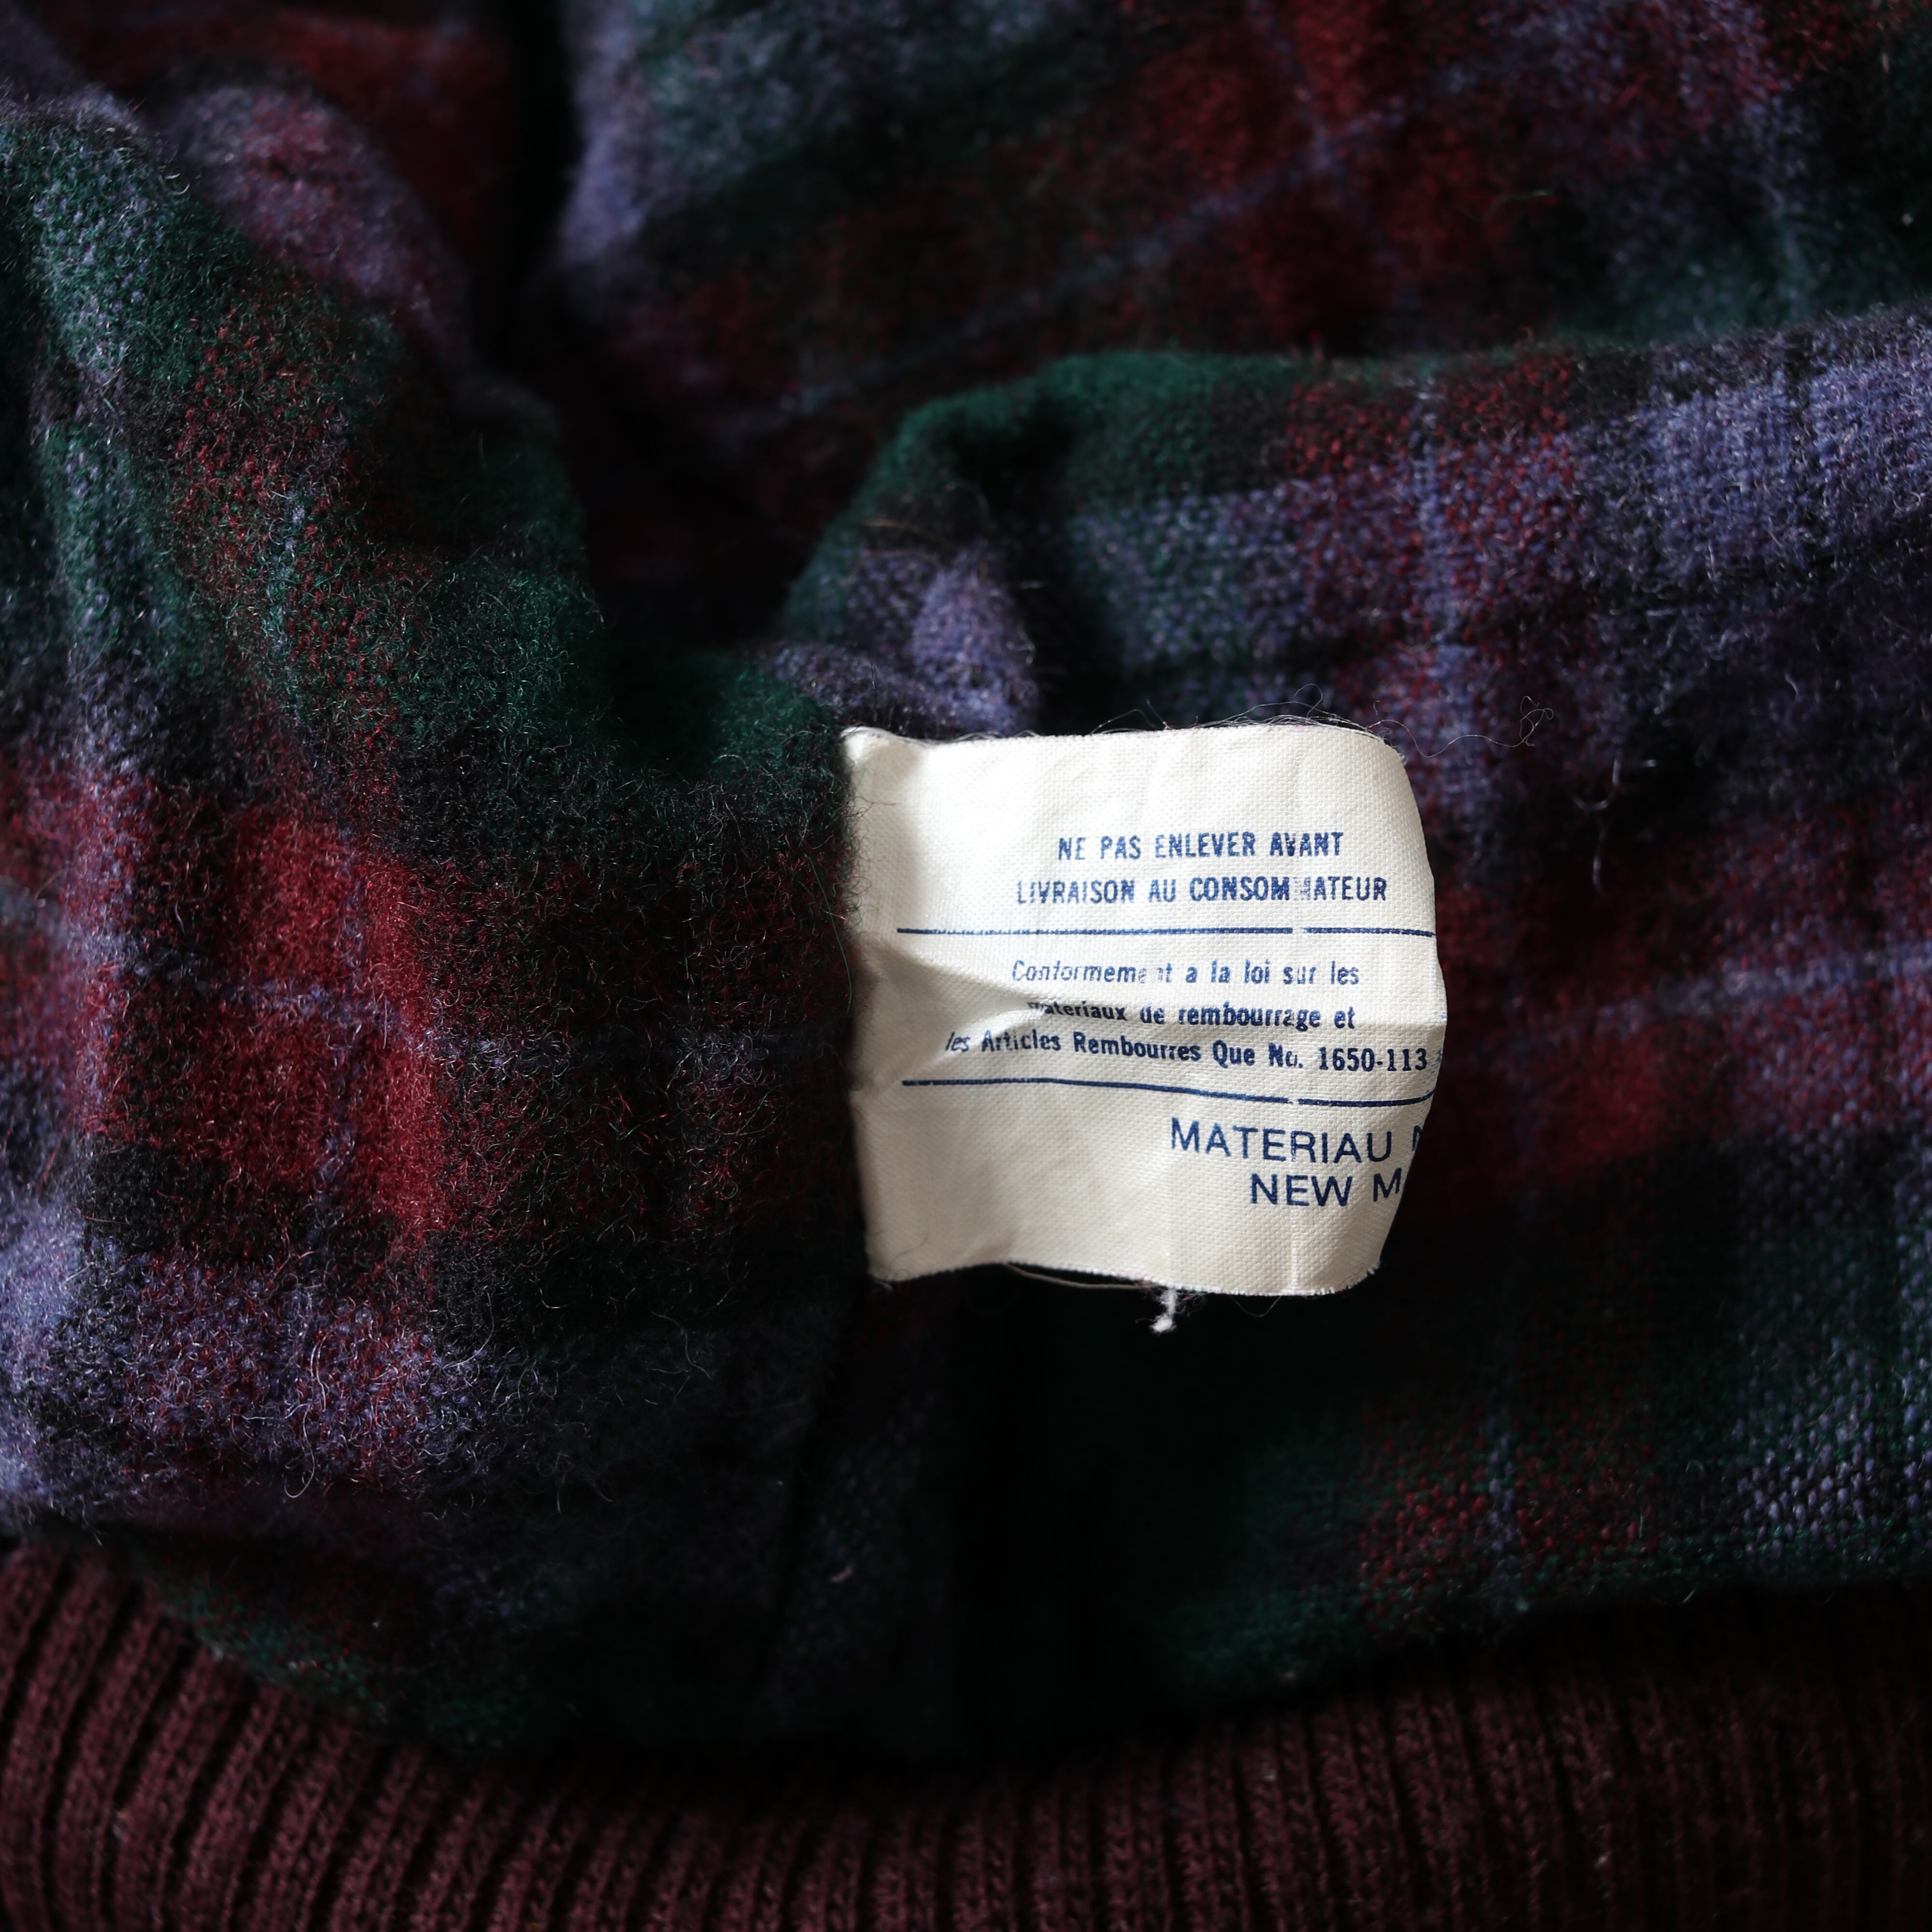 NE PAS ENLEVER AVANT
LIVRAISON AU CONSOMMATEUR
Conformement a la loi sur les
materiaux de rembourrage et
les Articles Rembourres Que No. 1650-113
MATERIAU
NEW